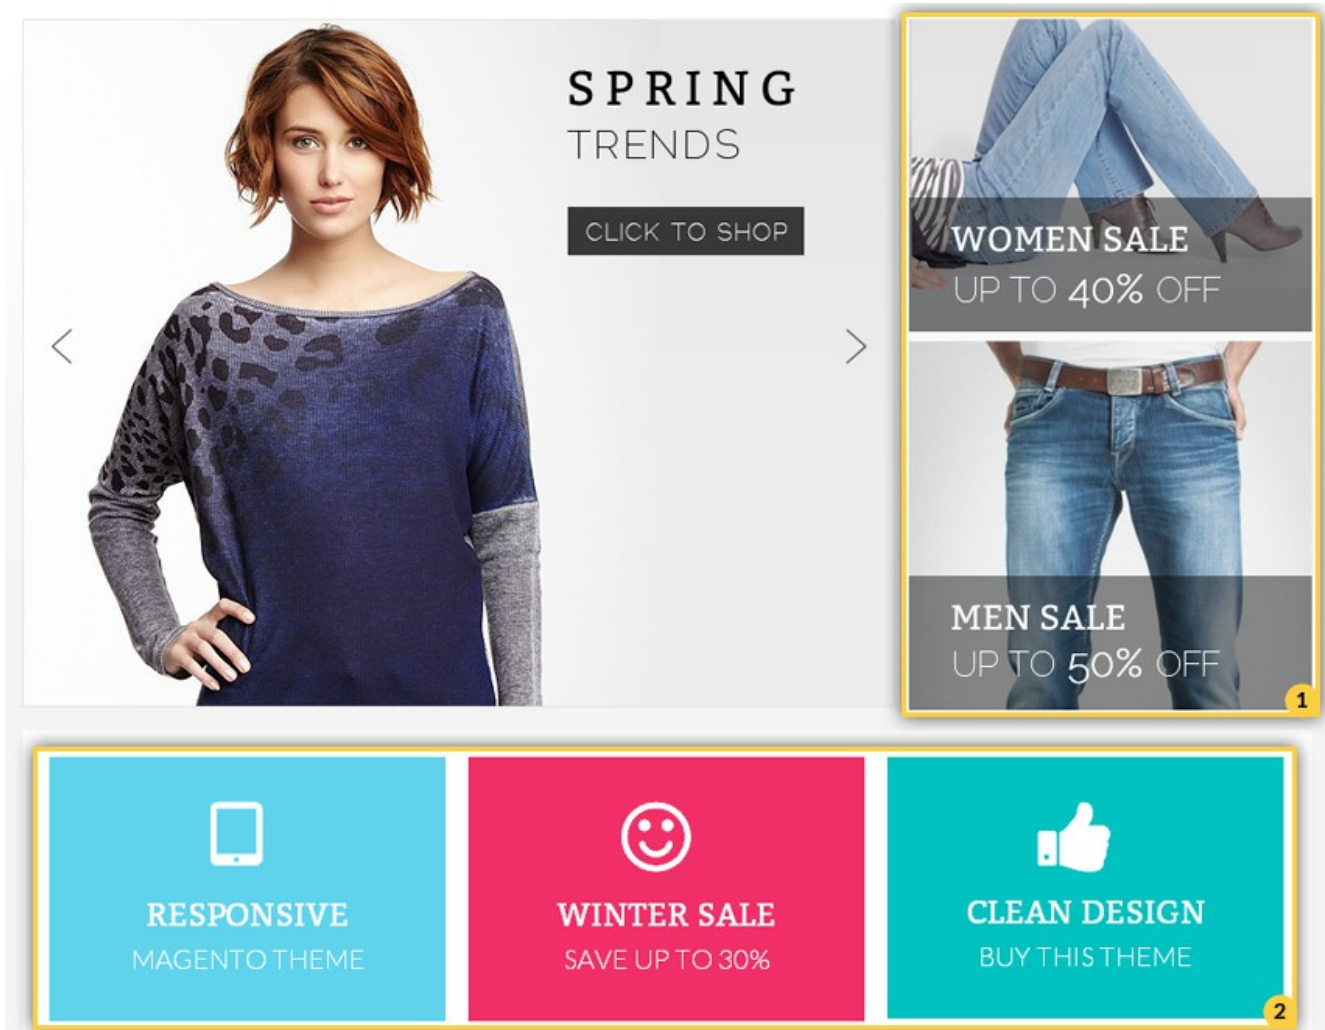 SPRING
TRENDS
CLICK TO SHOP
WOMEN SALE
UP TO 40% OFF
MEN SALE
UP TO 50% OFF
1
RESPONSIVE
MAGENTO THEME
WINTER SALE
SAVE UP TO 30%
CLEAN DESIGN
BUY THIS THEME
2